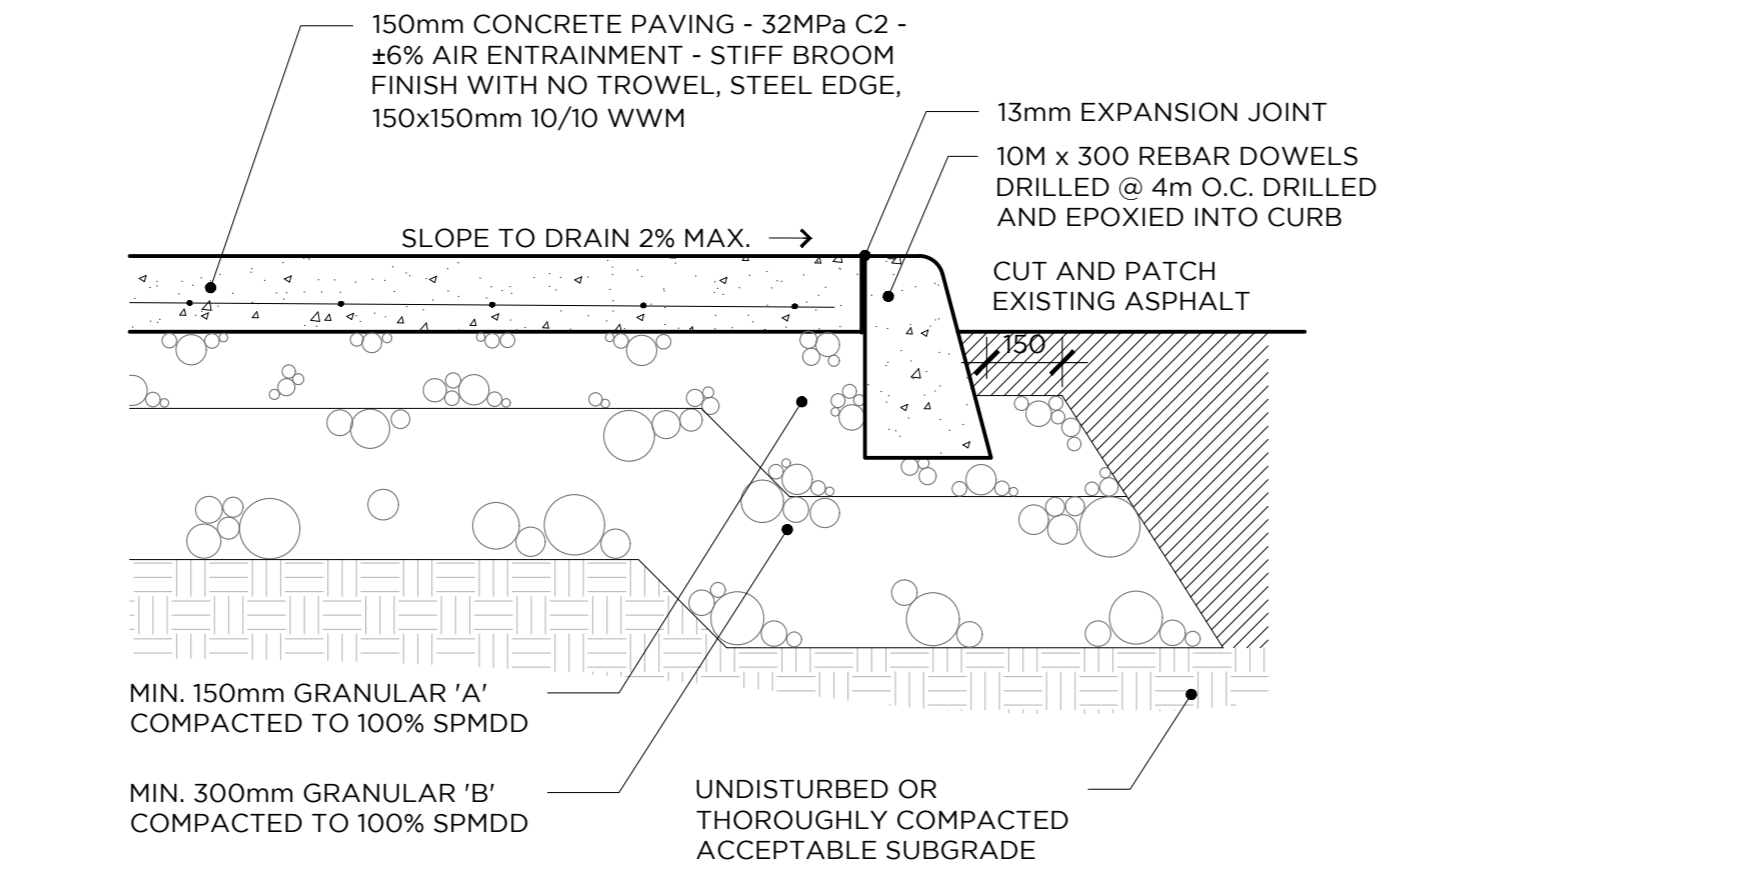 150mm CONCRETE PAVING - 32MPa C2 -
±6% AIR ENTRAINMENT - STIFF BROOM
FINISH WITH NO TROWEL, STEEL EDGE,
150x150mm 10/10 WWM
13mm EXPANSION JOINT
10M x 300 REBAR DOWELS
DRILLED @ 4m O.C. DRILLED
AND EPOXIED INTO CURB
SLOPE TO DRAIN 2% MAX.
CUT AND PATCH
EXISTING ASPHALT
150
MIN. 150mm GRANULAR 'A'
COMPACTED TO 100% SPMDD
MIN. 300mm GRANULAR 'B'
COMPACTED TO 100% SPMDD
UNDISTURBED OR
THOROUGHLY COMPACTED
ACCEPTABLE SUBGRADE